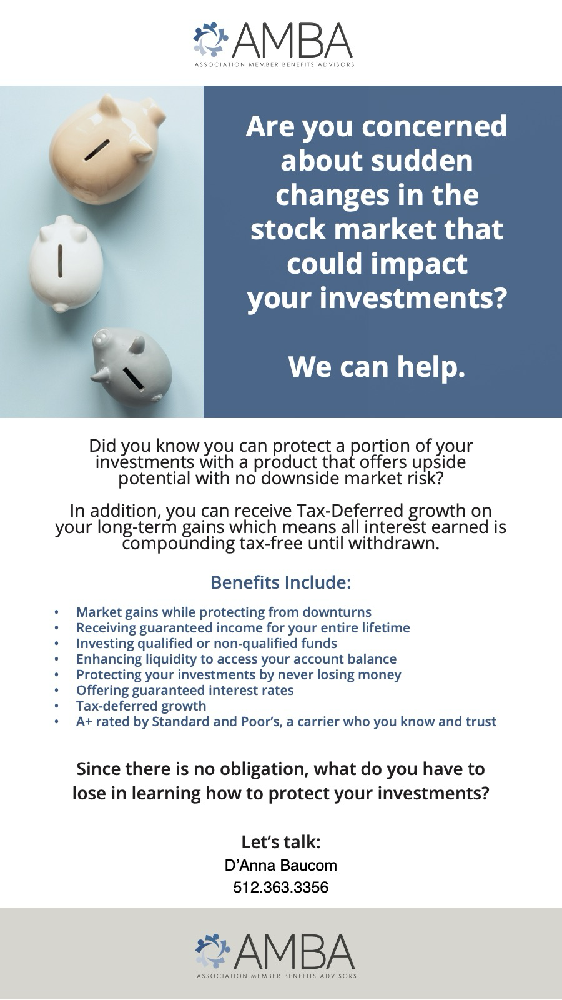 AMBA
ASSOCIATION MEMBER BENEFITS ADVISORS
Are you concerned
about sudden
changes in the
stock market that
could impact
your investments?
We can help.
Did you know you can protect a portion of your
investments with a product that offers upside
potential with no downside market risk?
In addition, you can receive Tax-Deferred growth on
your long-term gains which means all interest earned is
compounding tax-free until withdrawn.
Benefits Include:
• Market gains while protecting from downturns
• Receiving guaranteed income for your entire lifetime
• Investing qualified or non-qualified funds
• Enhancing liquidity to access your account balance
• Protecting your investments by never losing money
• Offering guaranteed interest rates
• Tax-deferred growth
• A+ rated by Standard and Poor’s, a carrier who you know and trust
Since there is no obligation, what do you have to
lose in learning how to protect your investments?
Let’s talk:
D’Anna Baucom
512.363.3356
AMBA
ASSOCIATION MEMBER BENEFITS ADVISORS